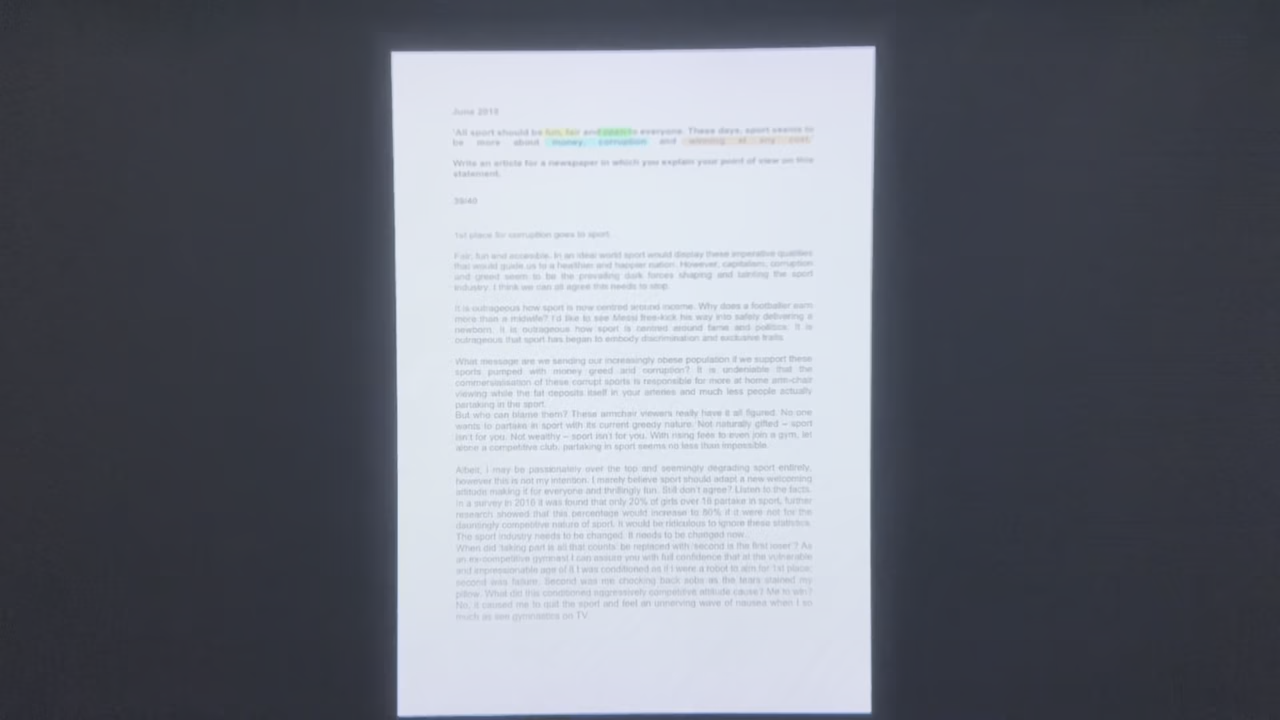 June 2019
'All sport should be fun, fair and open to everyone. These days, sport seems to
be more about money, corruption and winning at any cost.'
Write an article for a newspaper in which you explain your point of view on this
statement.
39/40
1st place for corruption goes to sport
Fair, fun and accessible. In an ideal world sport would display these imperative qualities
that would guide us to a healthier and happier nation. However, capitalism, corruption
and greed seem to be the prevailing dark forces shaping and tainting the sport
industry. I think we can all agree this needs to stop.
It is outrageous how sport is now centred around income. Why does a footballer earn
more than a midwife? I'd like to see Messi free-kick his way into safely delivering a
newborn. It is outrageous how sport is centred around fame and politics. It is
outrageous that sport has began to embody discrimination and exclusive traits.
What message are we sending our increasingly obese population if we support these
sports pumped with money greed and corruption? It is undeniable that the
commercialisation of these corrupt sports is responsible for more at home arm-chair
viewing while the fat deposits itself in your arteries and much less people actually
partaking in the sport.
But who can blame them? These armchair viewers really have it all figured. No one
wants to partake in sport with its current greedy nature. Not naturally gifted – sport
isn't for you. Not wealthy – sport isn't for you. With rising fees to even join a gym, let
alone a competitive club, partaking in sport seems no less than impossible.
Albeit, I may be passionately over the top and seemingly degrading sport entirely,
however this is not my intention. I merely believe sport should adapt a new welcoming
attitude making it for everyone and thrillingly fun. Still don't agree? Listen to the facts.
In a survey in 2016 it was found that only 20% of girls over 16 partake in sport, further
research showed that this percentage would increase to 80% if it were not for the
dauntingly competitive nature of sport. It would be ridiculous to ignore these statistics.
The sport industry needs to be changed. It needs to be changed now.
When did 'taking part is all that counts' be replaced with 'second is the first loser'? As
an ex-competitive gymnast I can assure you with full confidence that at the vulnerable
and impressionable age of 8 I was conditioned as if I were a robot to aim for 1st place;
second was failure. Second was me chocking back sobs as the tears stained my
pillow. What did this conditioned aggressively competitive attitude cause? Me to win?
No, it caused me to quit the sport and feel an unnerving wave of nausea when I so
much as see gymnastics on TV.